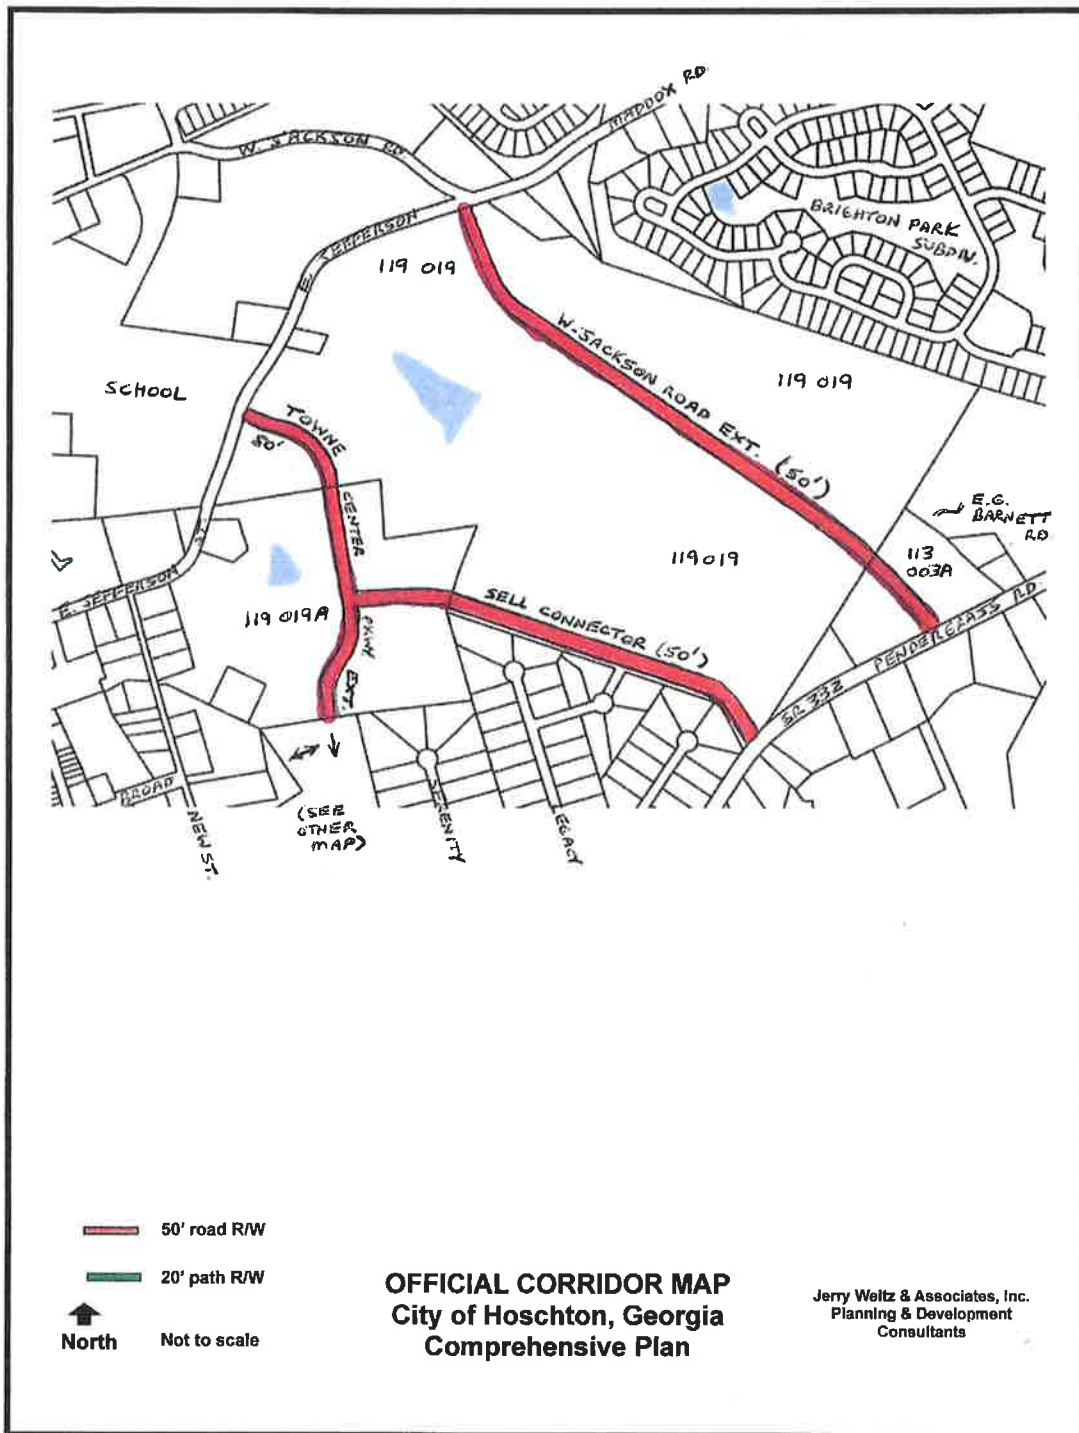 MADDOX RD.
W. JACKSON RD
BRIGHTON PARK
SUBDN.
E. JEFFERSON
119 019
W. JACKSON ROAD EXT. (50')
119 019
SCHOOL
TOWNE
50'
CENTER
E.G.
BARNETT
RD
ST.
119 019
113
003A
E. JEFFERSON
119 019A
SELL CONNECTOR (50')
PKWY
EXT.
SR 332 PENDERGRASS RD.
BROAD
NEW ST.
(SEE
OTHER
MAP)
SERENITY
LEGACY
50' road R/W
20' path R/W
North
Not to scale
OFFICIAL CORRIDOR MAP
City of Hoschton, Georgia
Comprehensive Plan
Jerry Weitz & Associates, Inc.
Planning & Development
Consultants